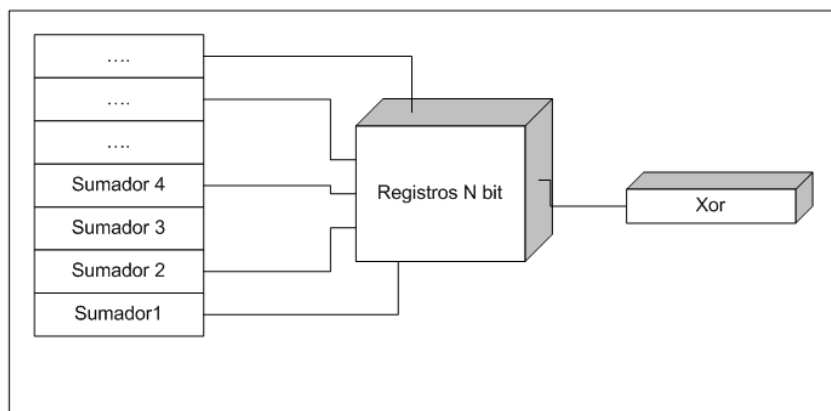 ....
....
....
Sumador 4
Sumador 3
Sumador 2
Sumador1
Registros N bit
Xor